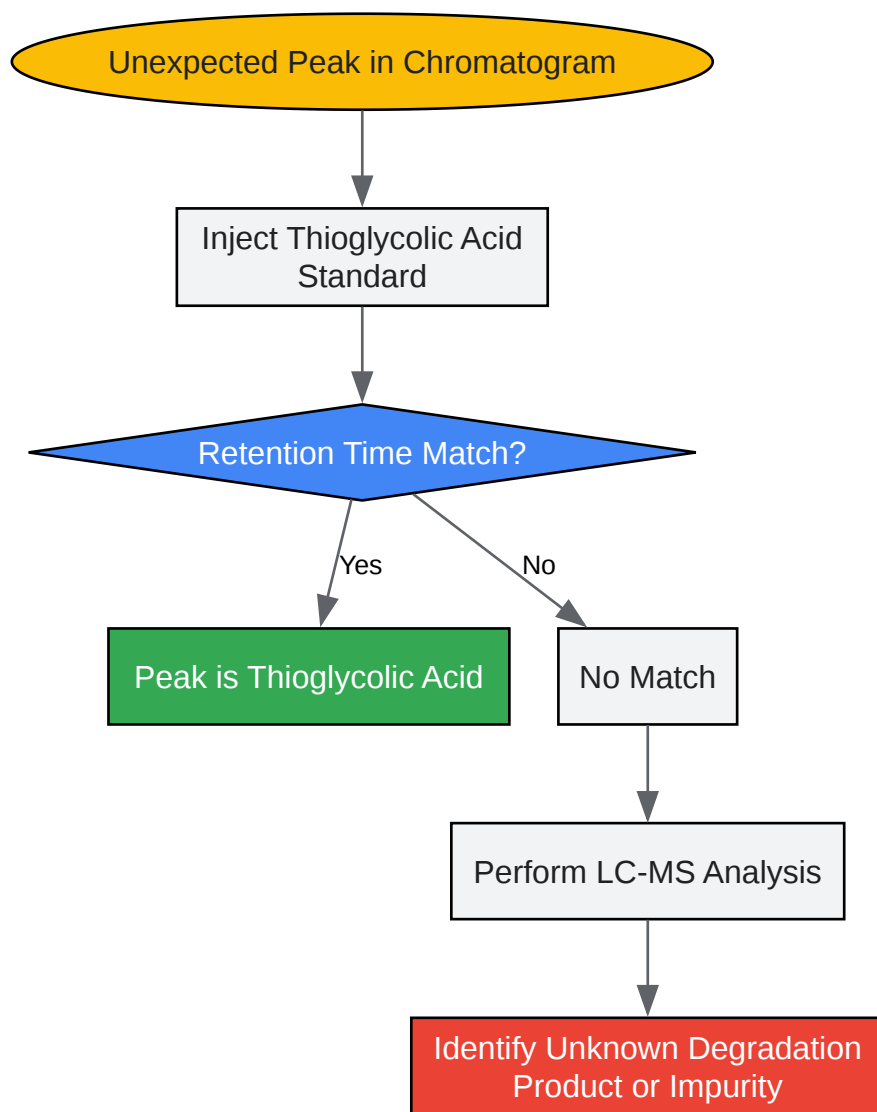 Unexpected Peak in Chromatogram
Inject Thioglycolic Acid
Standard
Retention Time Match?
Yes
No
Peak is Thioglycolic Acid
No Match
Perform LC-MS Analysis
Identify Unknown Degradation
Product or Impurity